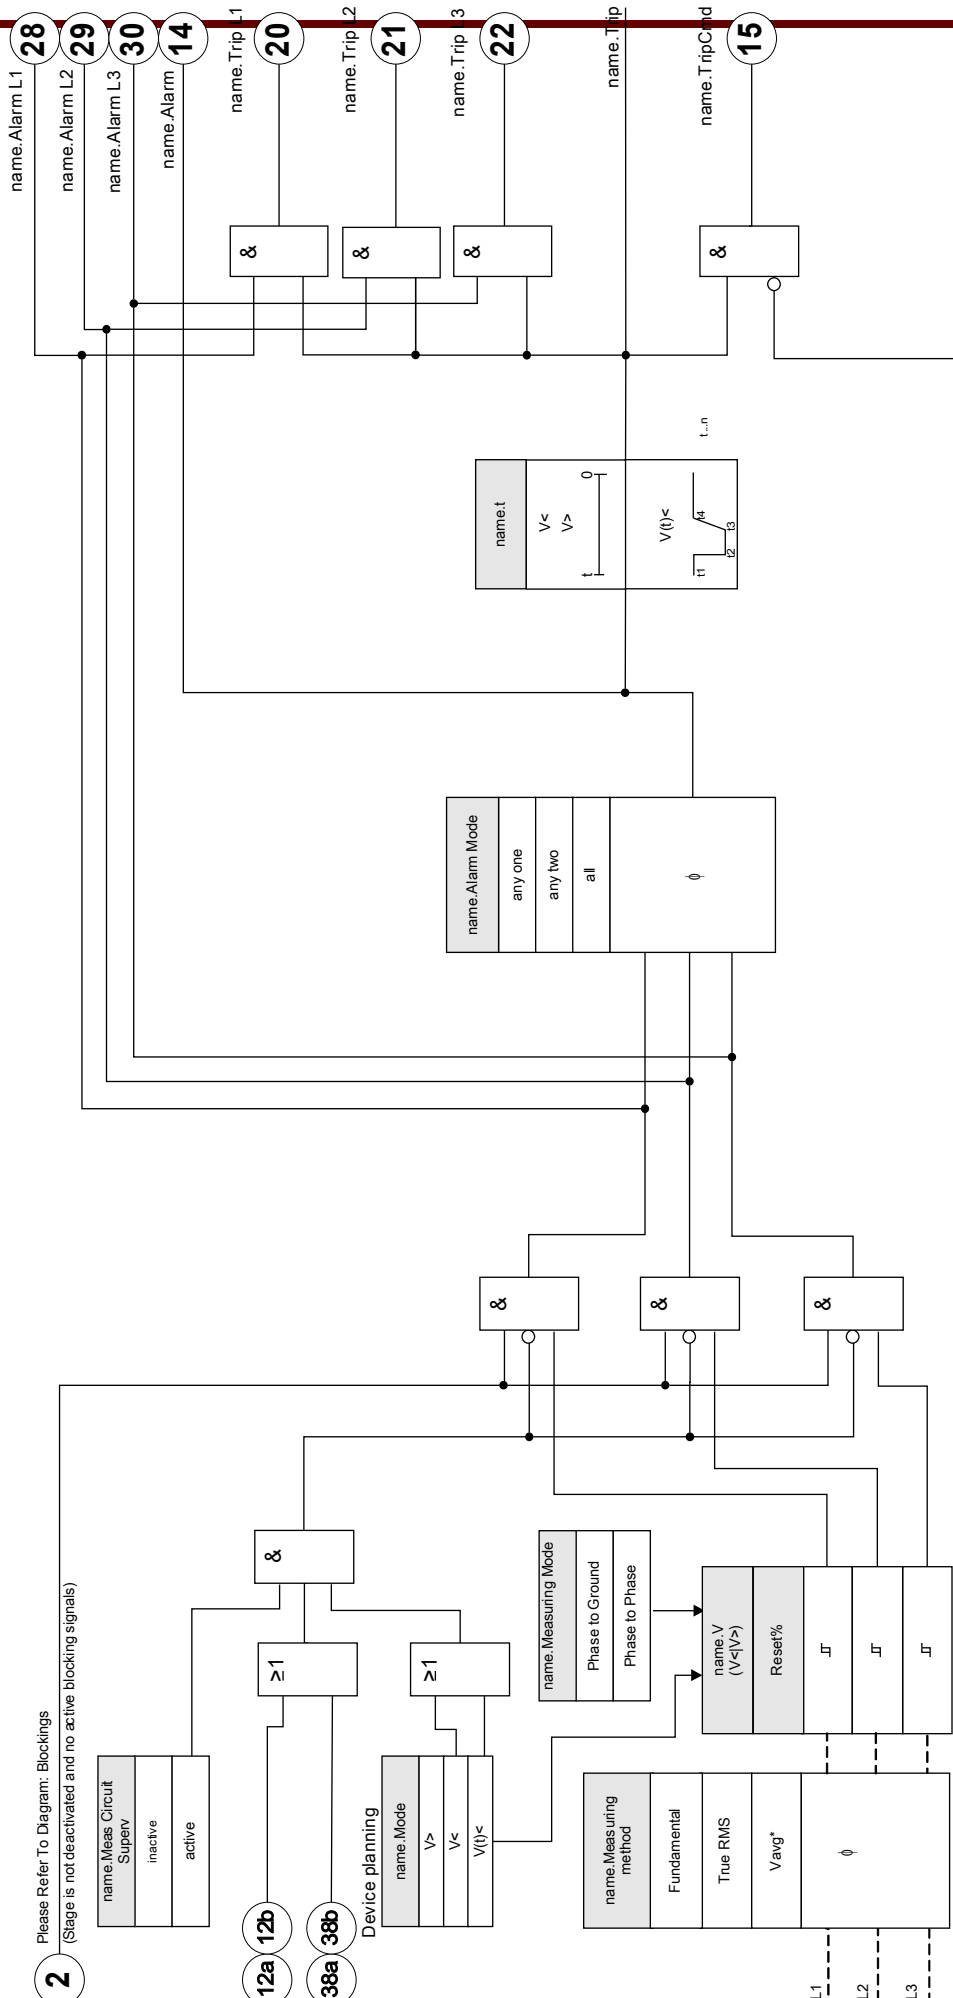 2
Please Refer To Diagram: Blockings
(Stage is not deactivated and no active blocking signals)
name.Meas Circuit
Superv
inactive
active
12a
12b
38a
38b
≥1
&
Device planning
name.Mode
V>
V<
V(t)<
≥1
name.Measuring Mode
Phase to Ground
Phase to Phase
name.Measuring
method
Fundamental
True RMS
Vavg*
ϕ
L1
L2
L3
name.V
(V<|V>)
Reset%
&
&
&
name.Alarm Mode
any one
any two
all
ϕ
name.t
V<
V>
t
0
V(t)<
t1
t2
t3
t4
t...n
&
&
&
&
name.Alarm L1
28
name.Alarm L2
29
name.Alarm L3
30
name.Alarm
14
name.Trip L1
20
name.Trip L2
21
name.Trip L3
22
name.Trip
name.TripCmd
15